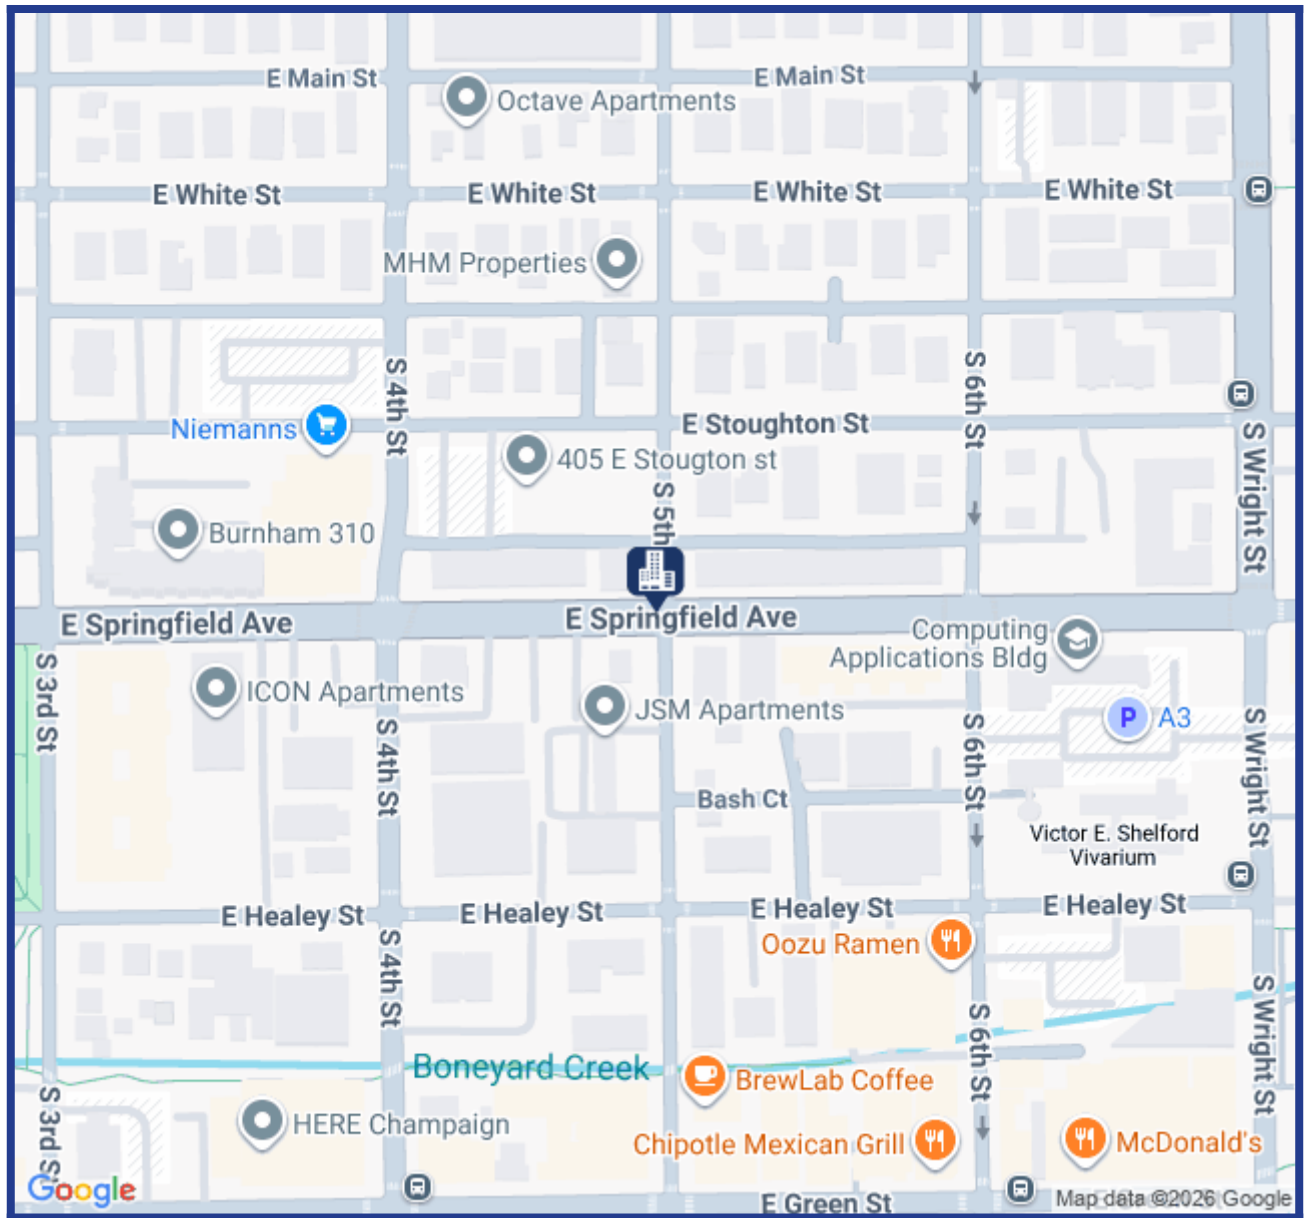 E Main St
E Main St
Octave Apartments
E White St
E White St
E White St
E White St
MHM Properties
S 4th St
S 6th St
Niemanns
E Stoughton St
405 E Stougton st
S Wright St
S 5th
Burnham 310
E Springfield Ave
E Springfield Ave
Computing
Applications Bldg
S 3rd St
ICON Apartments
JSM Apartments
A3
P
S 4th St
S 6th St
S Wright St
Bash Ct
Victor E. Shelford
Vivarium
E Healey St
E Healey St
E Healey St
E Healey St
Oozu Ramen
S 4th St
S 6th St
S Wright St
Boneyard Creek
BrewLab Coffee
S 3rd St
HERE Champaign
Chipotle Mexican Grill
McDonald's
Google
E Green St
Map data ©2026 Google